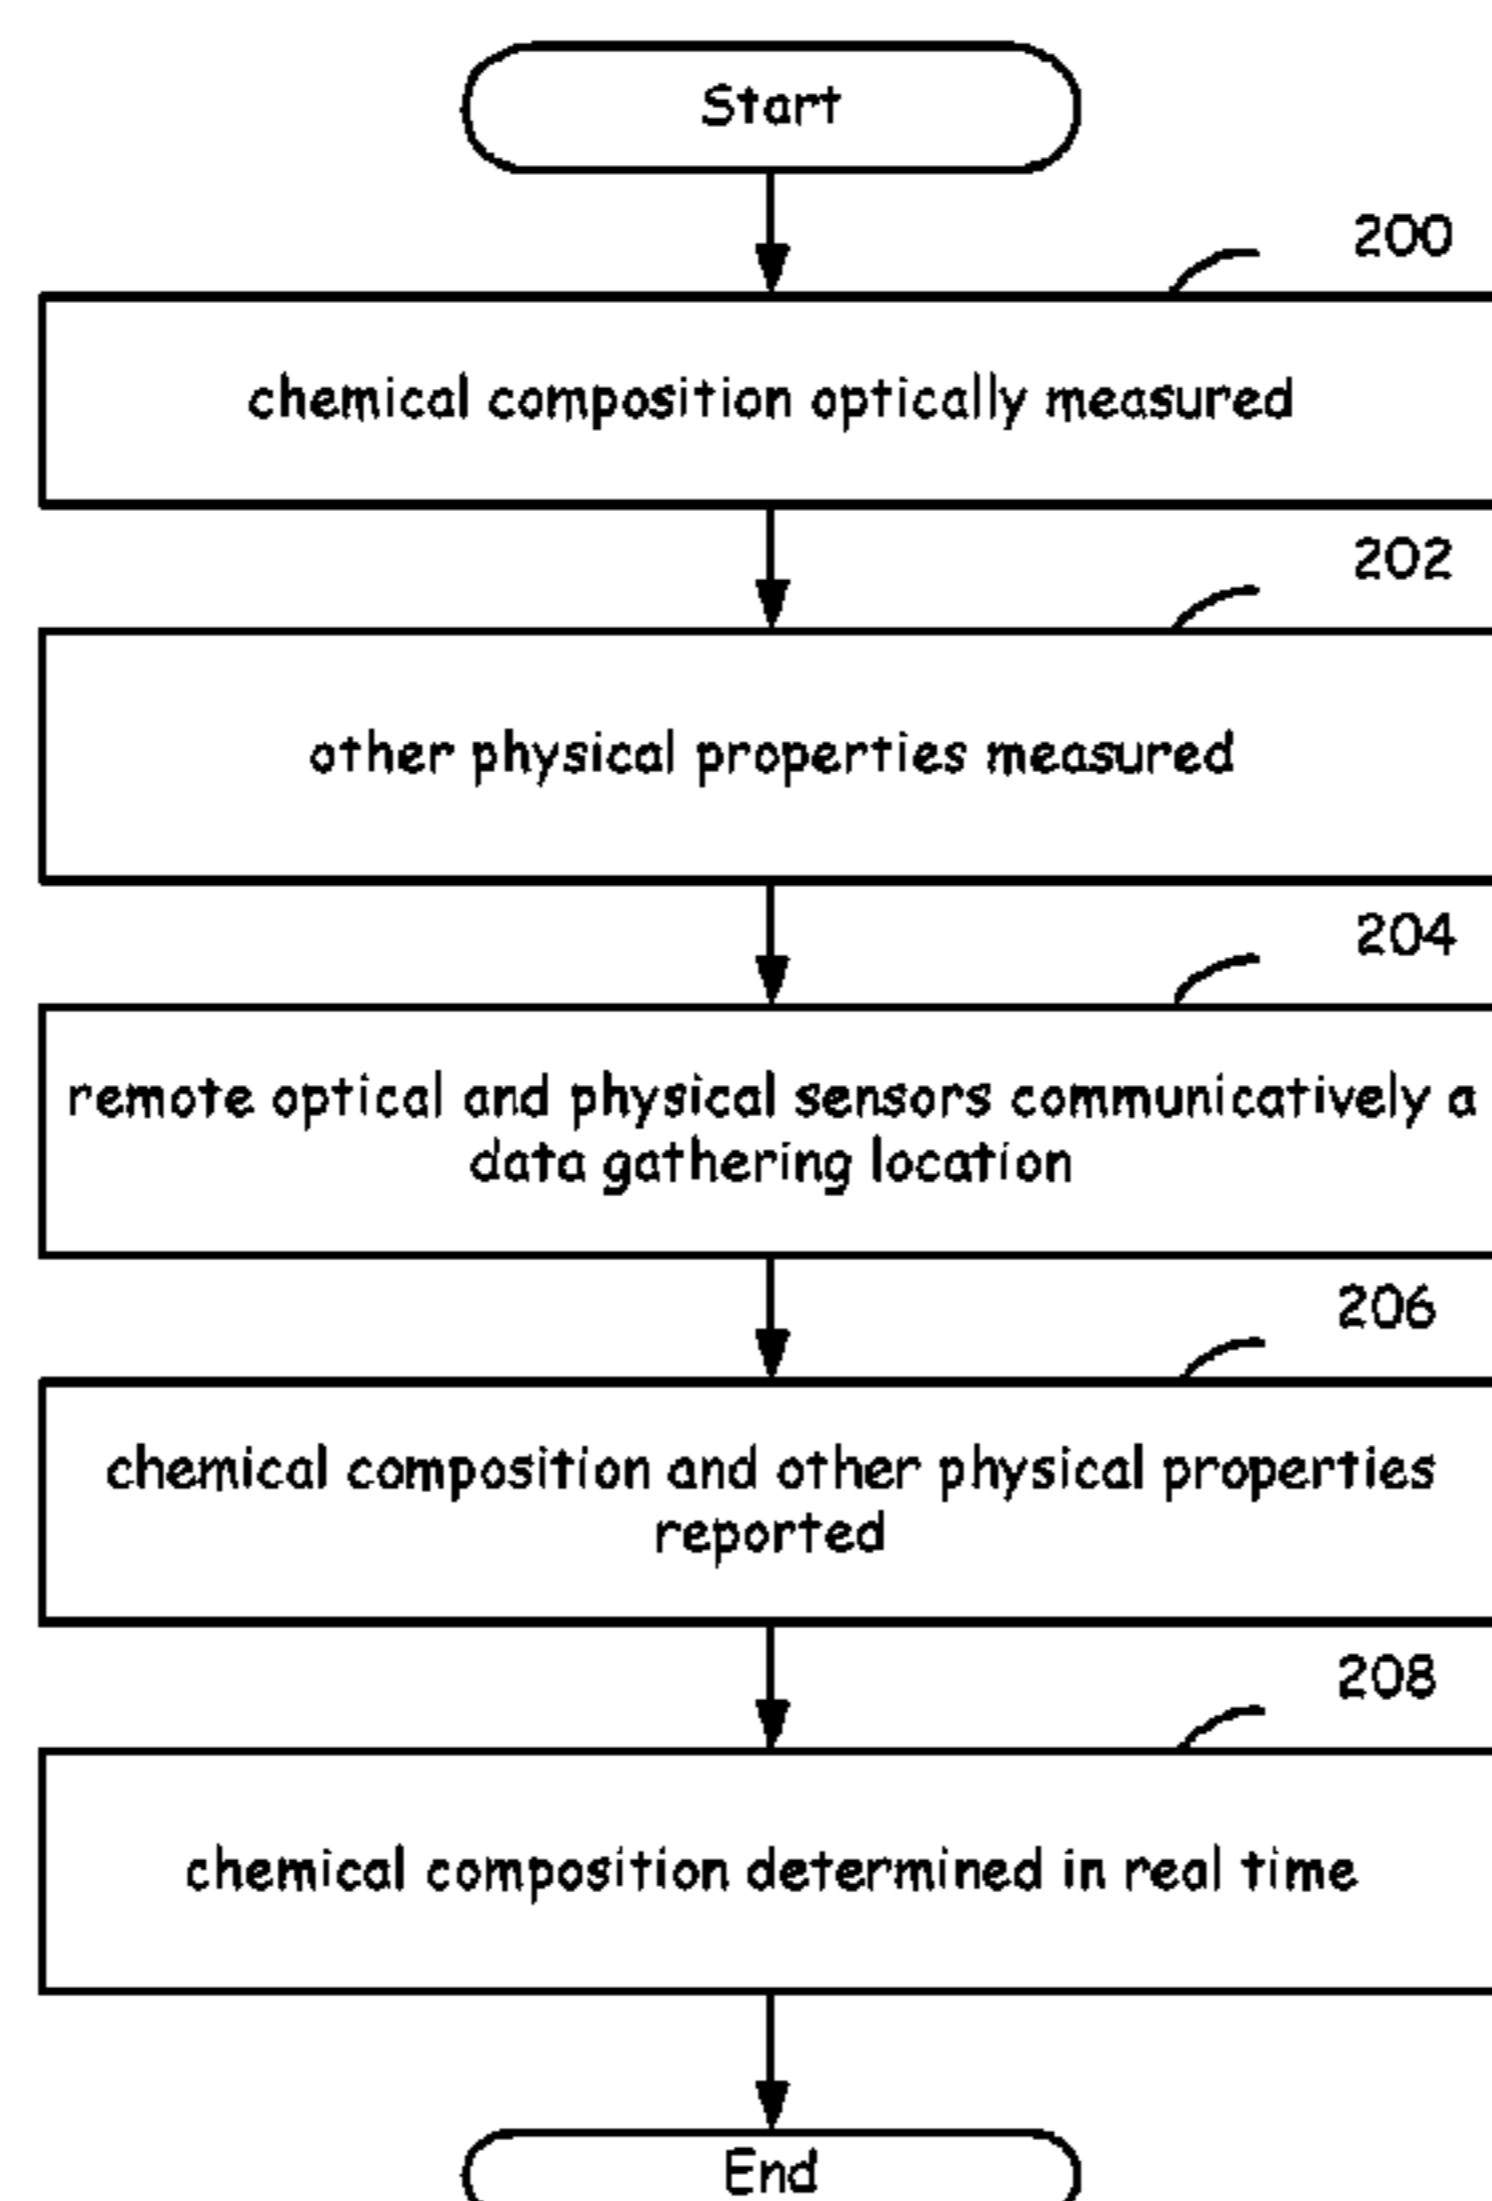 Start
200
chemical composition optically measured
202
other physical properties measured
204
remote optical and physical sensors communicatively a
data gathering location
206
chemical composition and other physical properties
reported
208
chemical composition determined in real time
End